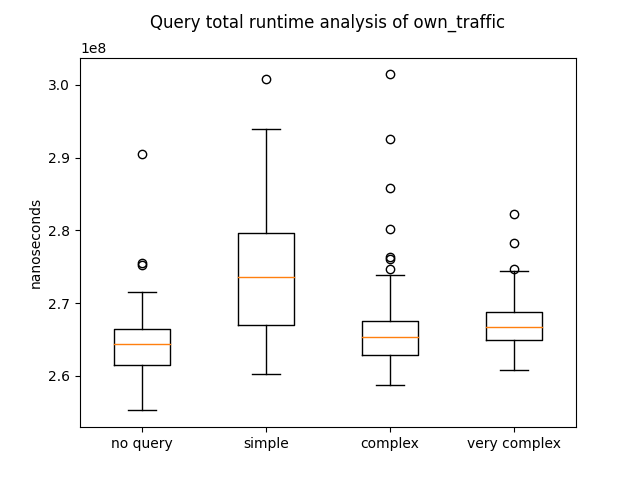 Query total runtime analysis of own_traffic
1e8
3.0
2.9
2.8
2.7
2.6
nanoseconds
no query
simple
complex
very complex